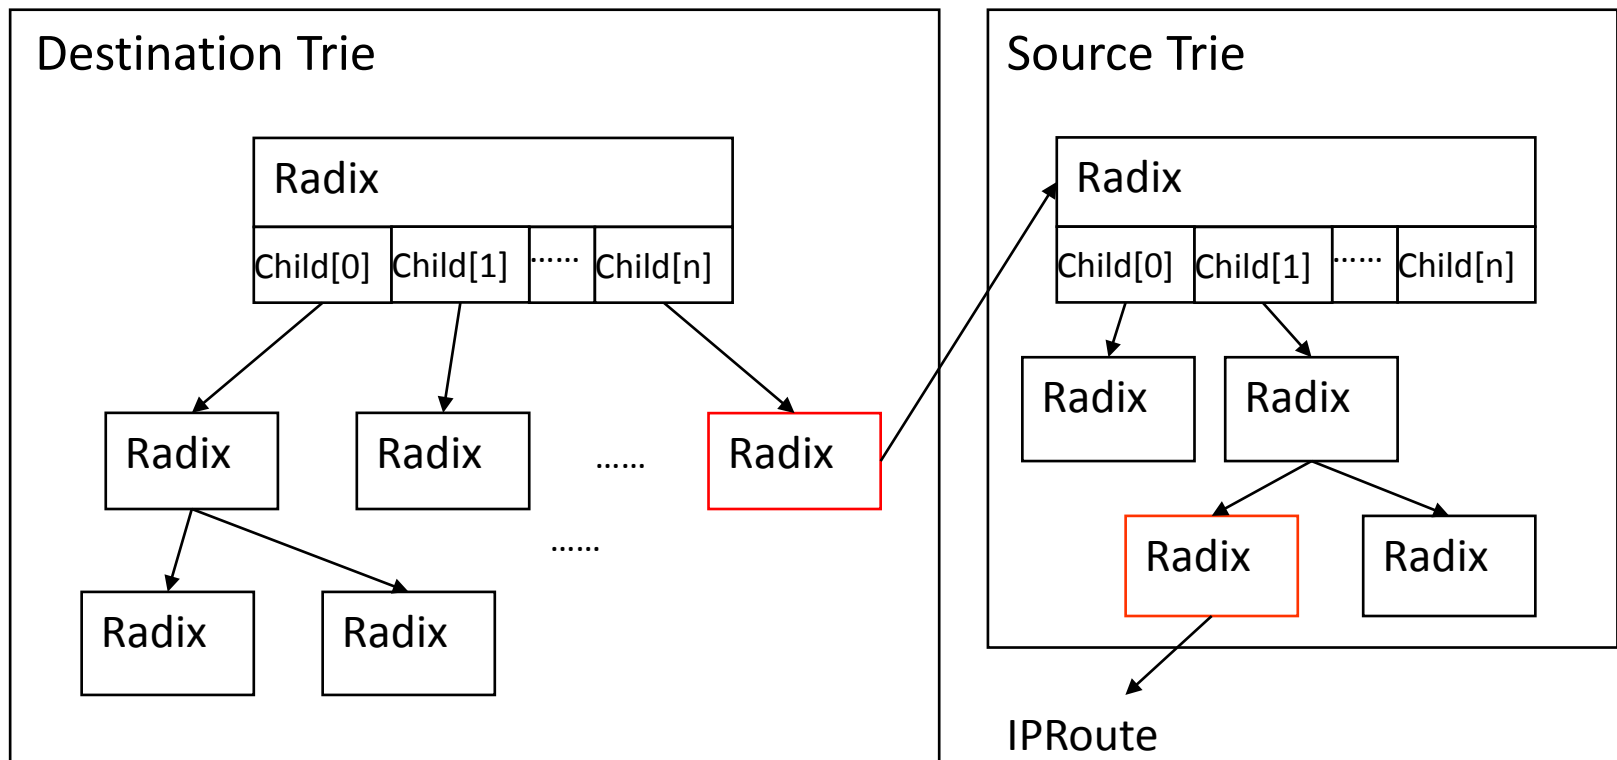 Destination Trie
Radix
Child[0] Child[1] ...... Child[n]
Radix Radix ...... Radix
......
Radix Radix
Source Trie
Radix
Child[0] Child[1] ...... Child[n]
Radix Radix
Radix Radix
IPRoute